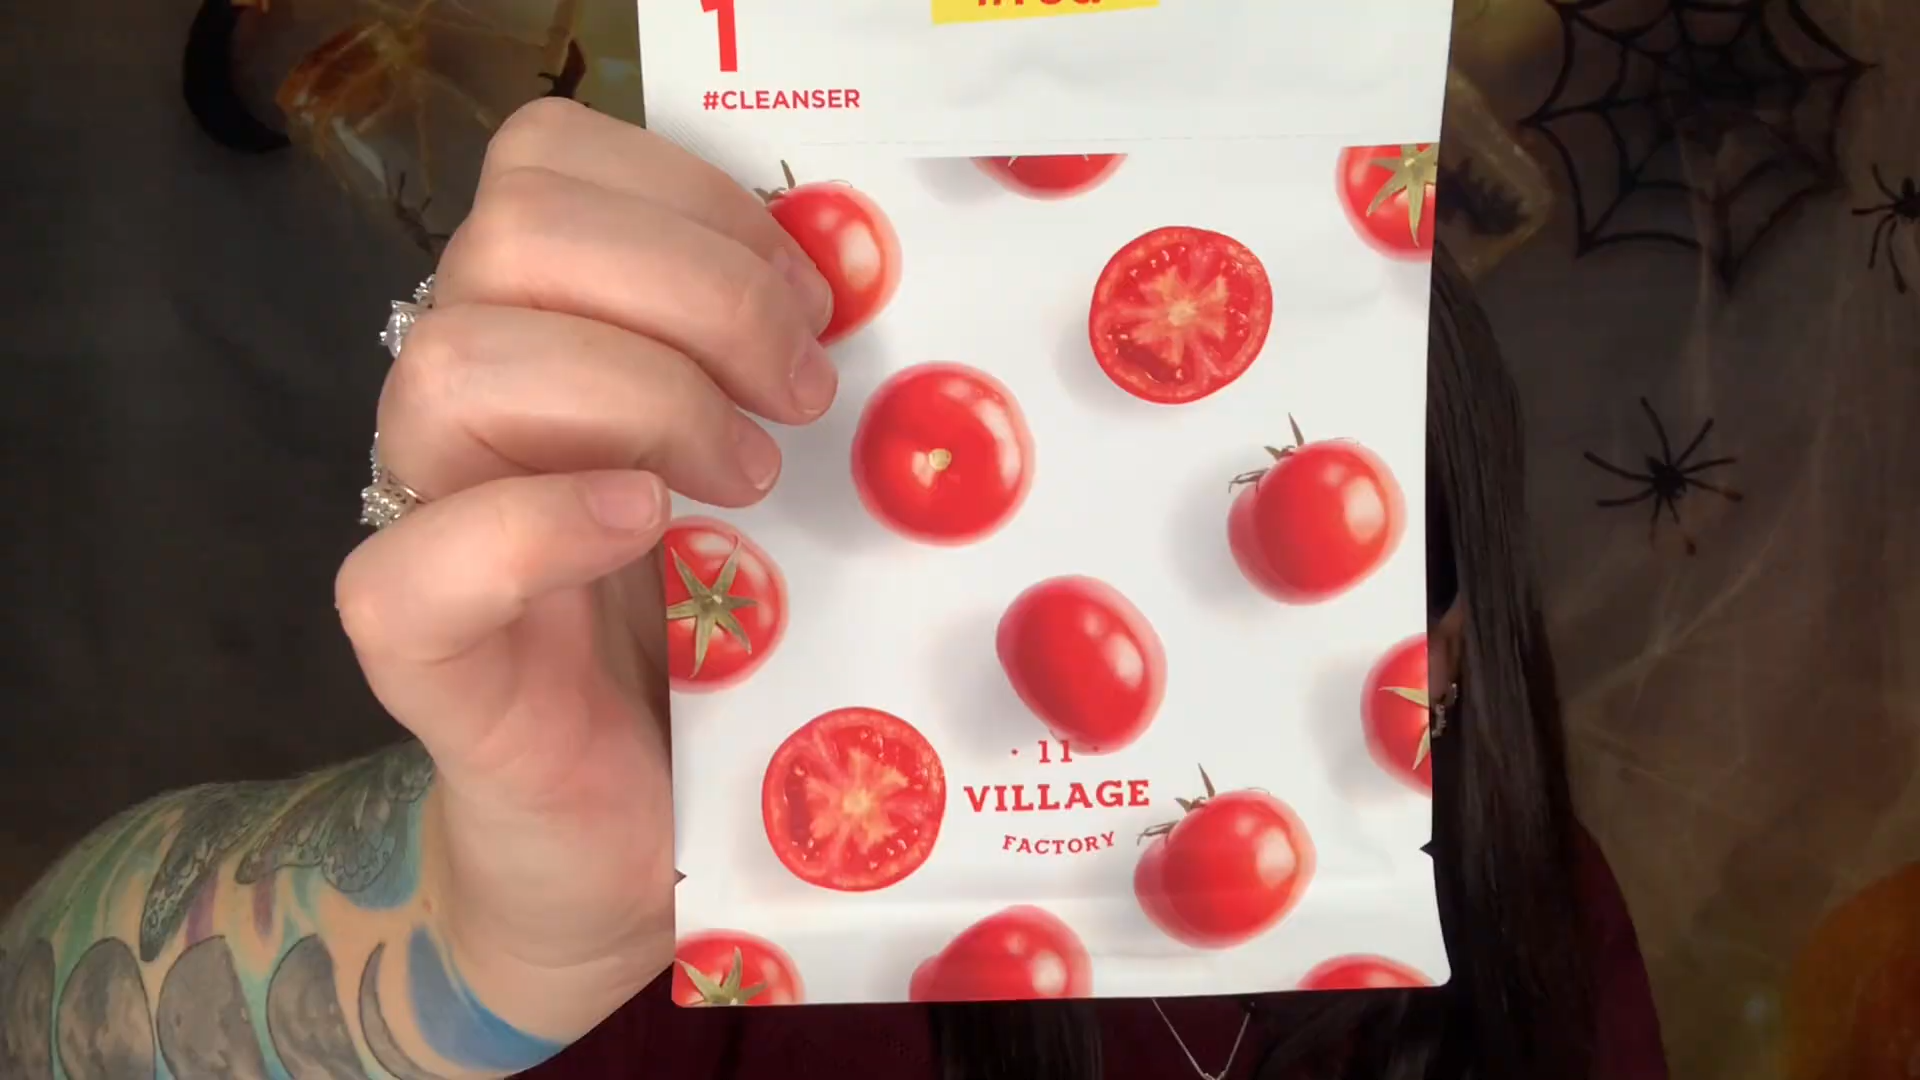 1
#CLEANSER
· 11 ·
VILLAGE
FACTORY